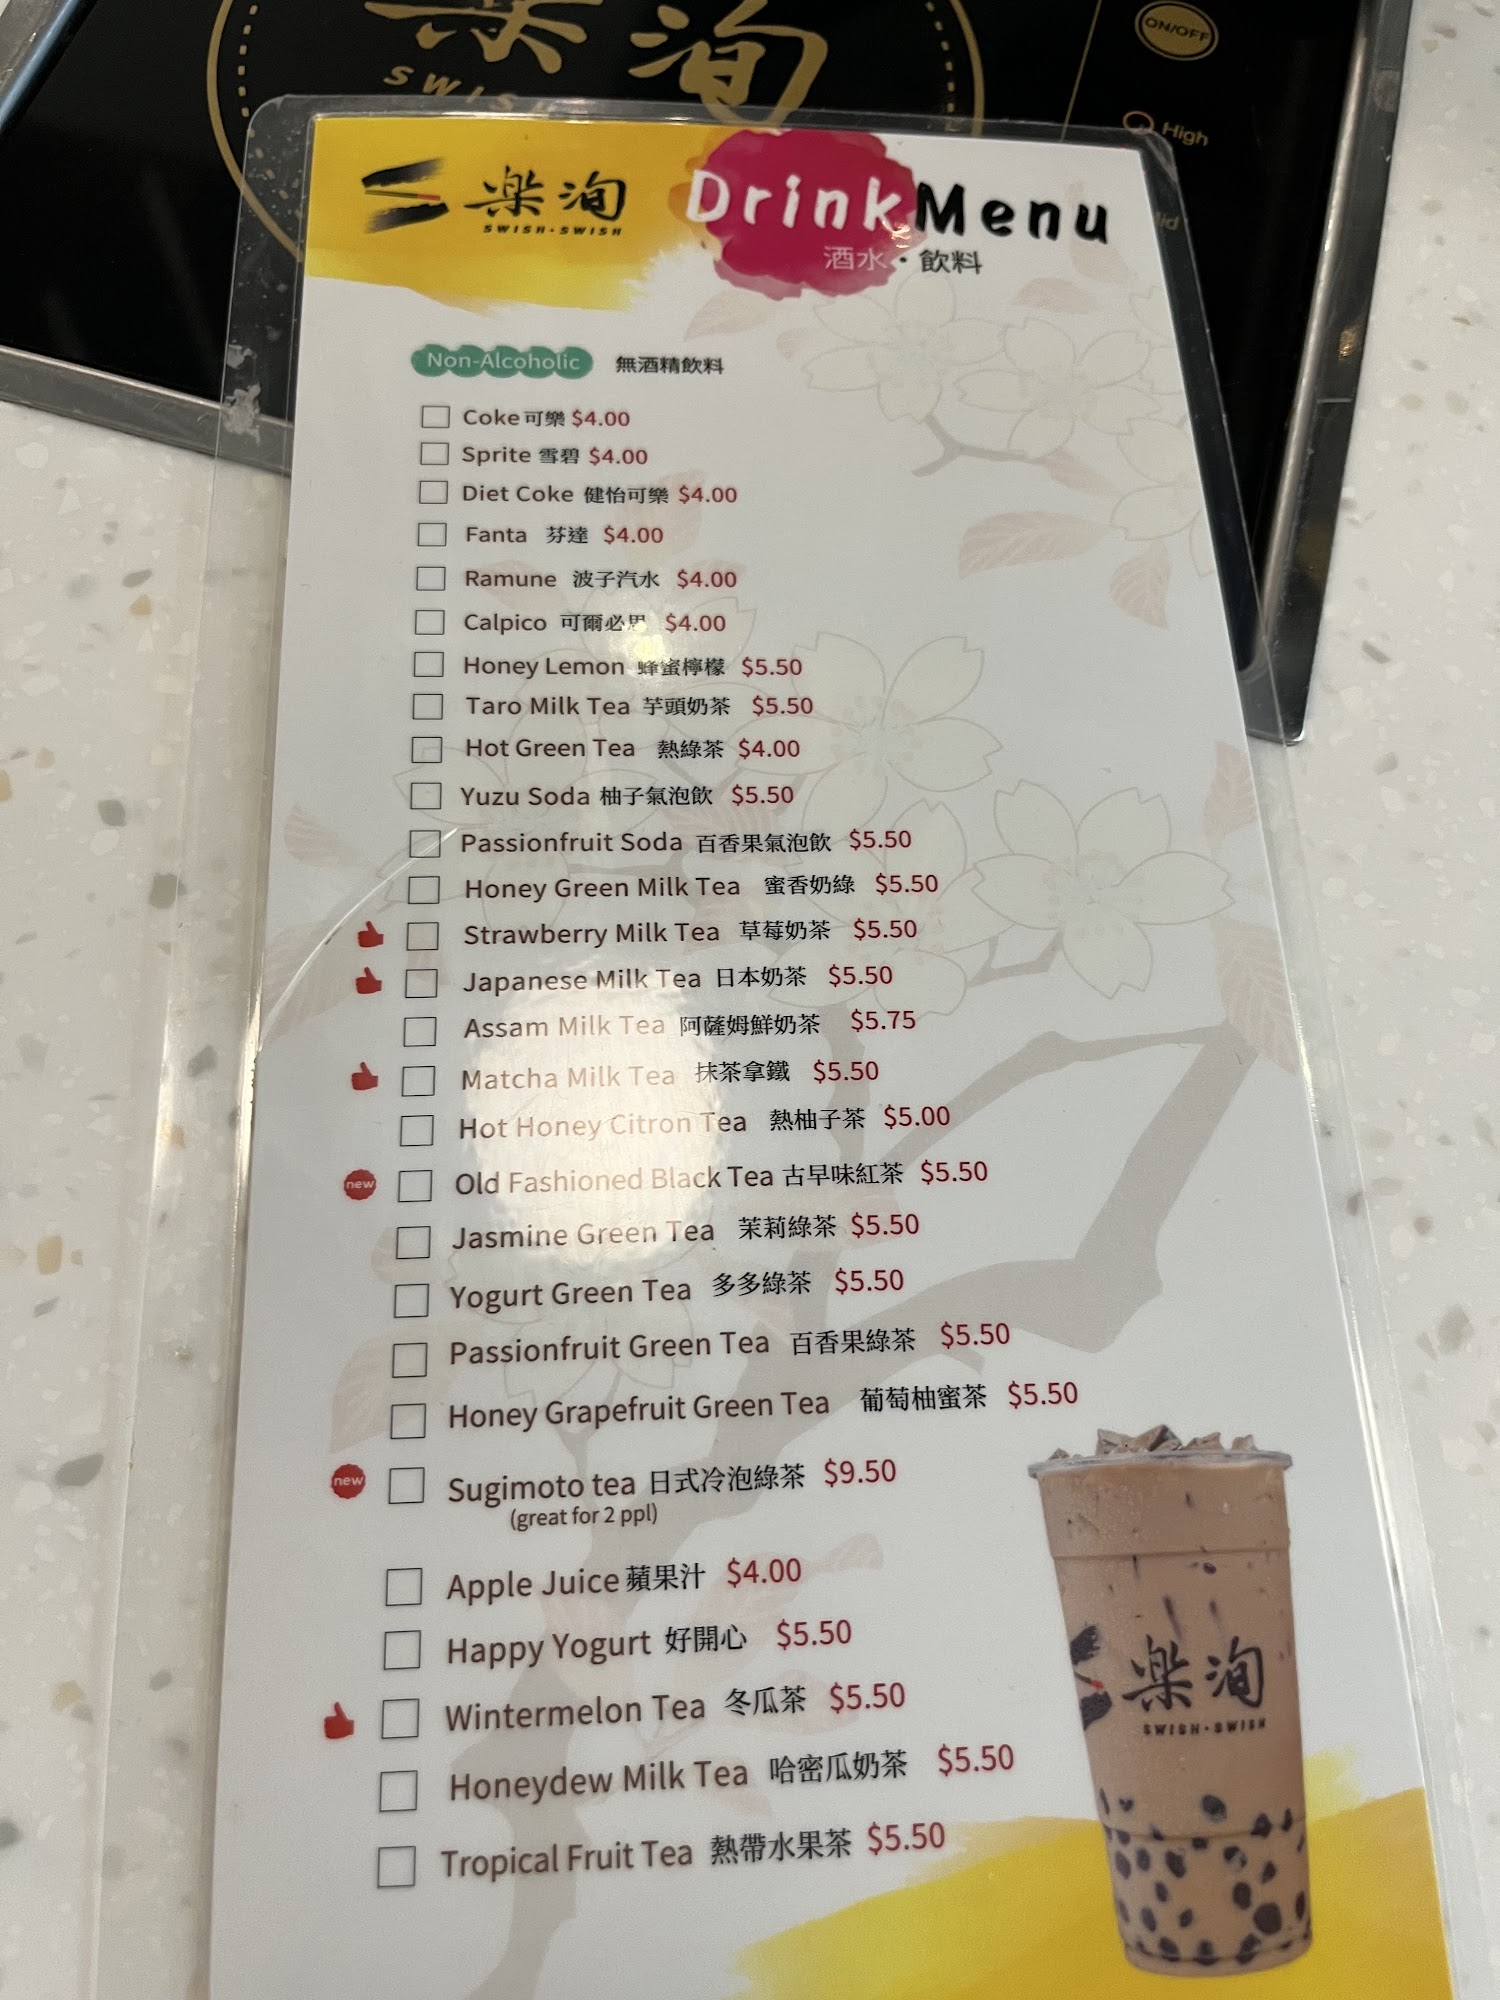 楽洵
SWISH
ON/OFF
High
楽洵
SWISH·SWISH
Drink Menu
酒水·飲料
Non-Alcoholic 無酒精飲料
Coke 可樂 $4.00
Sprite 雪碧 $4.00
Diet Coke 健怡可樂 $4.00
Fanta 芬達 $4.00
Ramune 波子汽水 $4.00
Calpico 可爾必思 $4.00
Honey Lemon 蜂蜜檸檬 $5.50
Taro Milk Tea 芋頭奶茶 $5.50
Hot Green Tea 熱綠茶 $4.00
Yuzu Soda 柚子氣泡飲 $5.50
Passionfruit Soda 百香果氣泡飲 $5.50
Honey Green Milk Tea 蜜香奶綠 $5.50
Strawberry Milk Tea 草莓奶茶 $5.50
Japanese Milk Tea 日本奶茶 $5.50
Assam Milk Tea 阿薩姆鮮奶茶 $5.75
Matcha Milk Tea 抹茶拿鐵 $5.50
Hot Honey Citron Tea 熱柚子茶 $5.00
new Old Fashioned Black Tea 古早味紅茶 $5.50
Jasmine Green Tea 茉莉綠茶 $5.50
Yogurt Green Tea 多多綠茶 $5.50
Passionfruit Green Tea 百香果綠茶 $5.50
Honey Grapefruit Green Tea 葡萄柚蜜茶 $5.50
new Sugimoto tea 日式冷泡綠茶 $9.50
(great for 2 ppl)
Apple Juice 蘋果汁 $4.00
Happy Yogurt 好開心 $5.50
Wintermelon Tea 冬瓜茶 $5.50
Honeydew Milk Tea 哈密瓜奶茶 $5.50
Tropical Fruit Tea 熱帶水果茶 $5.50
楽洵
SWISH·SWISH